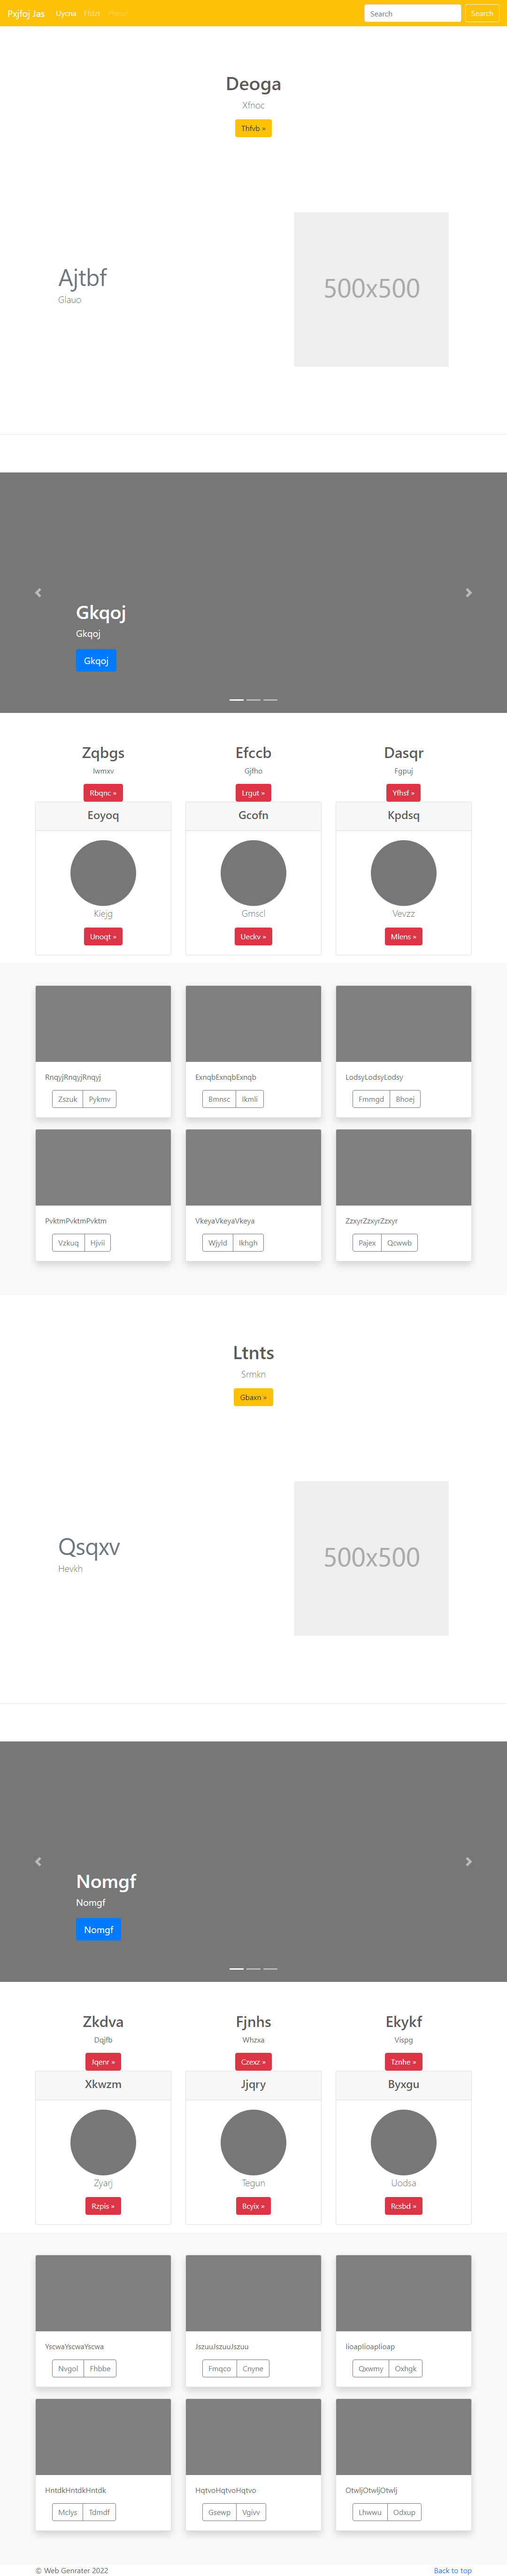 Pxjfoj Jas Uycna Ffdzt Search Search
Deoga
Xfnoc
Thfvb »
Ajtbf
Glauo
500x500
Gkqoj
Gkqoj
Gkqoj
Zqbgs Efccb Dasqr
Iwmxv Gjfho Fgpuj
Rbqnc » Lrgut » Yfhsf »
Eoyoq Gcofn Kpdsq
Kiejg Gmscl Vevzz
Unoqt » Ueckv » Mlens »
RnqyjRnqyjRnqyj ExnqbExnqbExnqb LodsyLodsyLodsy
Zszuk Pykmv Bmnsc Ikmli Fmmgd Bhoej
PvktmPvktmPvktm VkeyaVkeyaVkeya ZzxyrZzxyrZzxyr
Vzkuq Hjvii Wjyld Ikhgh Pajex Qcwwb
Ltnts
Srmkn
Gbaxn »
Qsqxv
Hevkh
500x500
Nomgf
Nomgf
Nomgf
Zkdva Fjnhs Ekykf
Dqjfb Whzxa Vispg
Jqenr » Czexz » Tznhe »
Xkwzm Jjqry Byxgu
Zyarj Tegun Uodsa
Rzpis » Bcyix » Rcsbd »
YscwaYscwaYscwa JszuuJszuuJszuu IioapIioapIioap
Nvgol Fhbbe Fmqco Cnyne Qxwmy Oxhgk
HntdkHntdkHntdk HqtvoHqtvoHqtvo OtwljOtwljOtwlj
Mclys Tdmdf Gsewp Vgivv Lhwwu Odxup
© Web Genrater 2022 Back to top